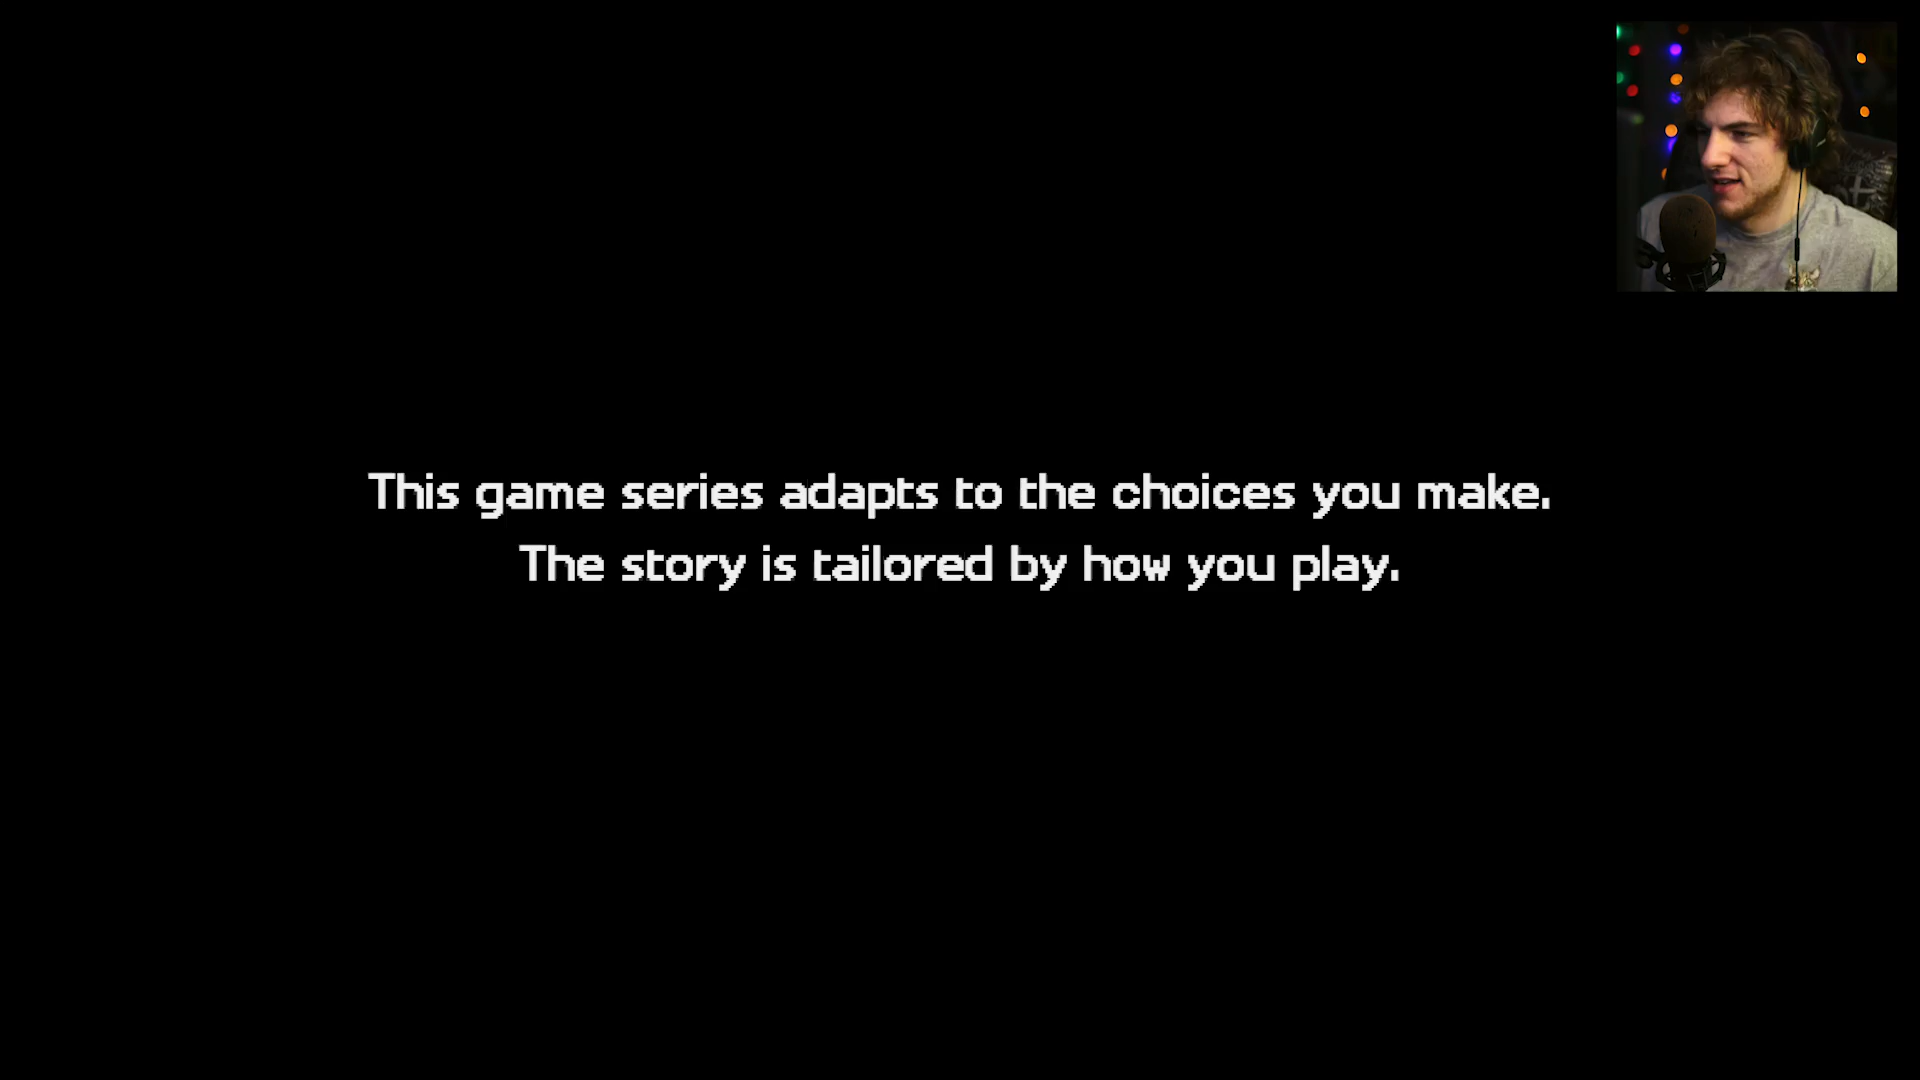 This game series adapts to the choices you make.
The story is tailored by how you play.